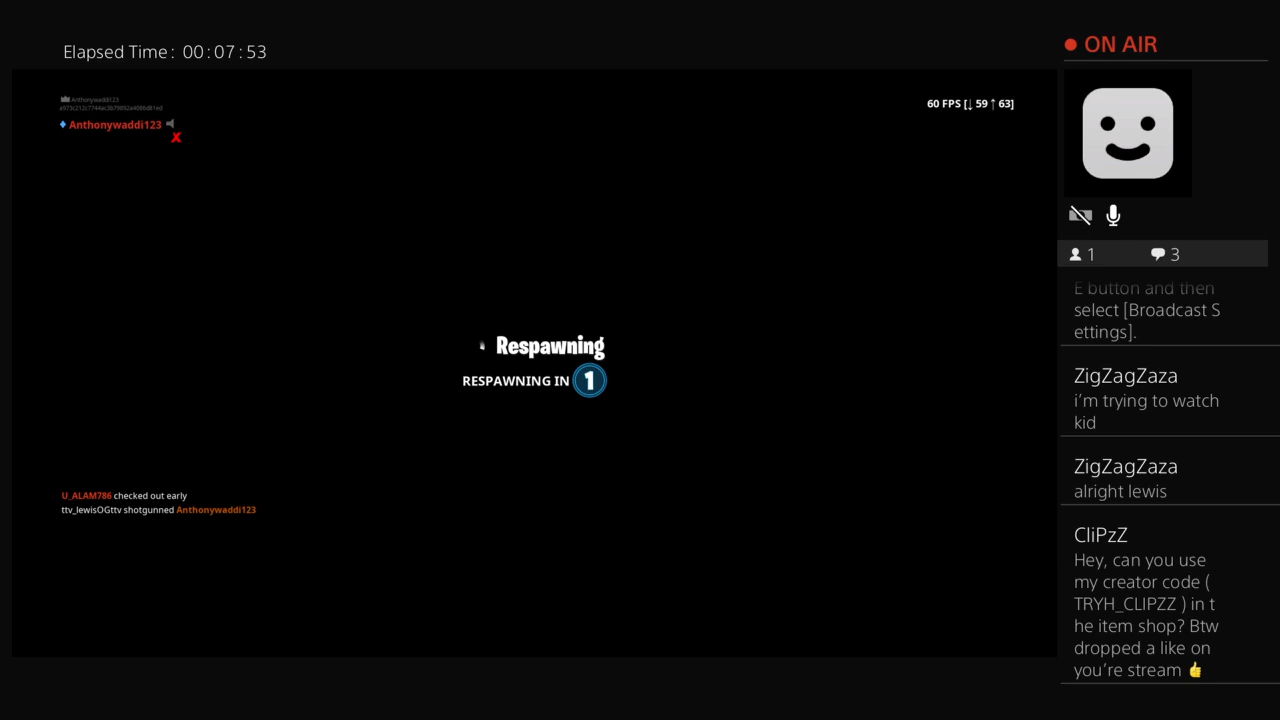 Elapsed Time: 00:07:53
ON AIR
Anthonywaddi123
60 FPS [↓ 59 ↑ 63]
Anthonywaddi123
X
1 3
E button and then
select [Broadcast S
ettings].
Respawning
RESPAWNING IN 1
ZigZagZaza
i'm trying to watch
kid
ZigZagZaza
alright lewis
U_ALAM786 checked out early
ttv_lewisOGttv shotgunned Anthonywaddi123
CliPzZ
Hey, can you use
my creator code (
TRYH_CLIPZZ ) in t
he item shop? Btw
dropped a like on
you're stream 👍